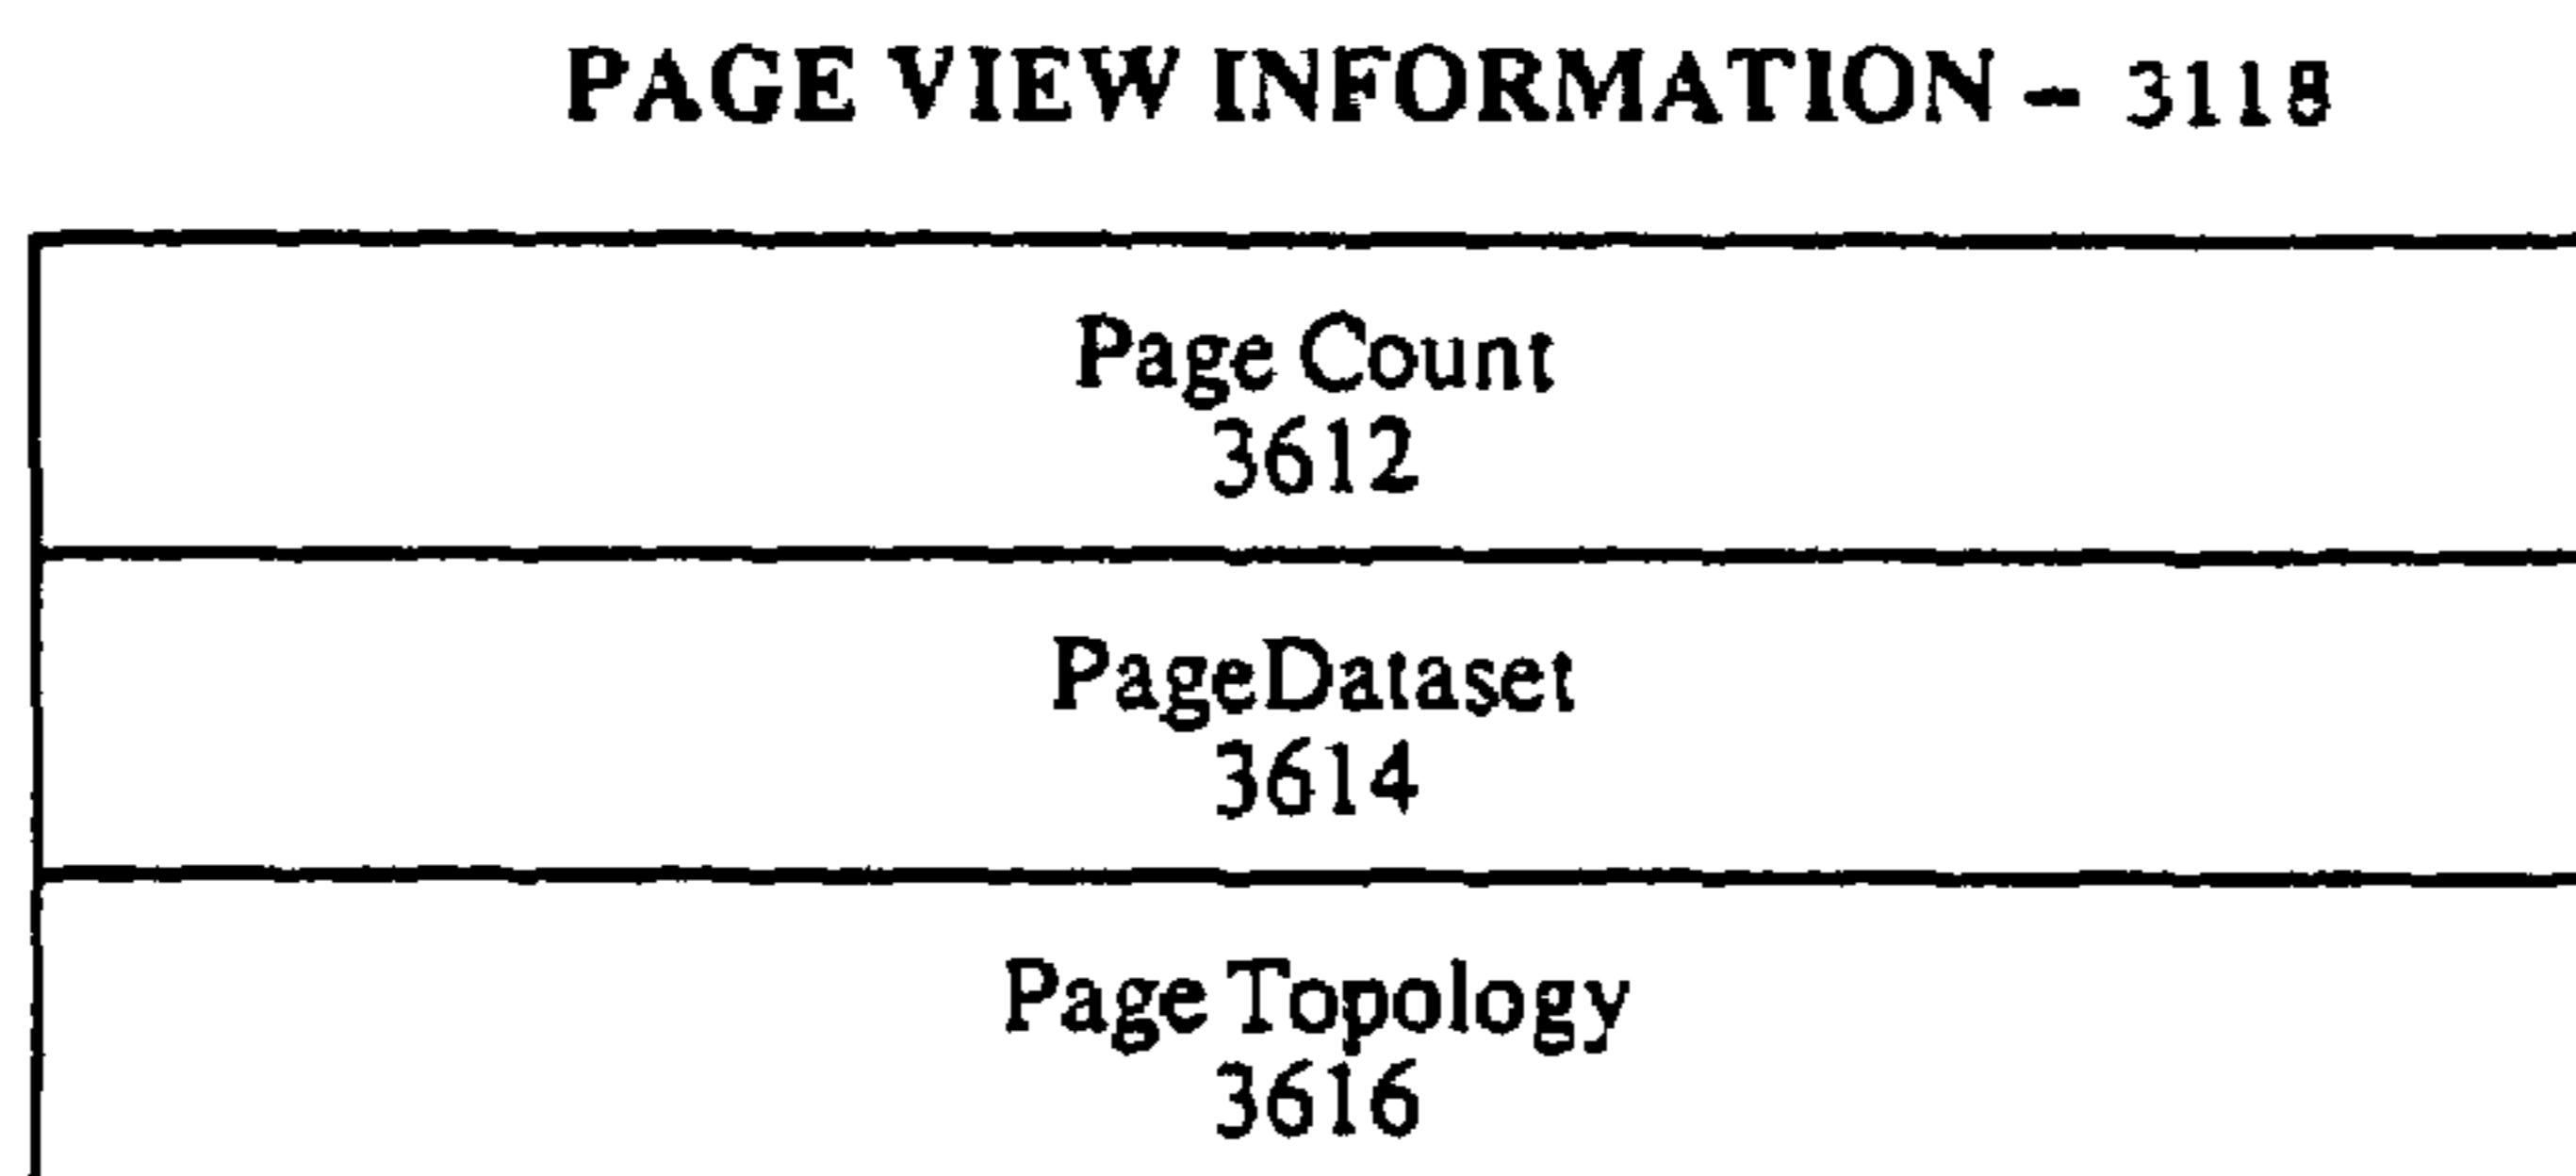 PAGE VIEW INFORMATION -- 3118
Page Count
3612
PageDataset
3614
Page Topology
3616